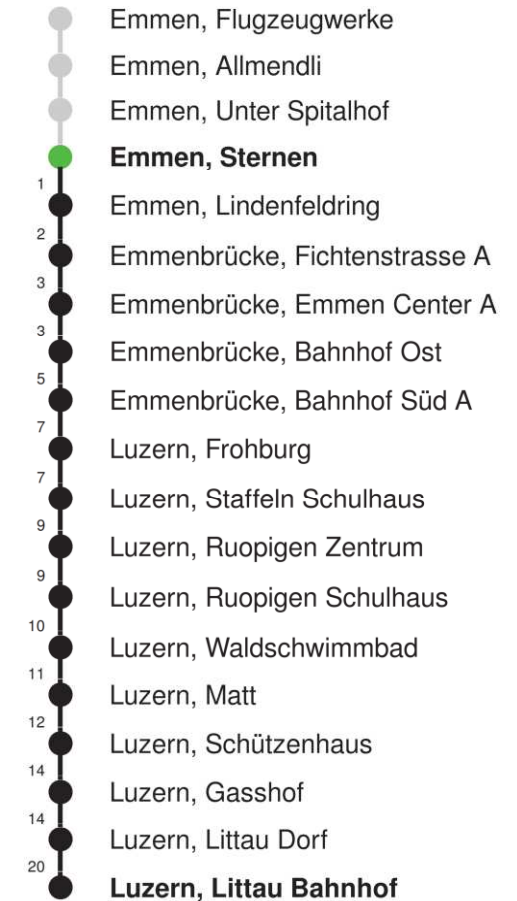 Emmen, Flugzeugwerke
Emmen, Allmendli
Emmen, Unter Spitalhof
Emmen, Sternen
1
Emmen, Lindenfeldring
2
Emmenbrücke, Fichtenstrasse A
3
Emmenbrücke, Emmen Center A
3
Emmenbrücke, Bahnhof Ost
5
Emmenbrücke, Bahnhof Süd A
7
Luzern, Frohburg
7
Luzern, Staffeln Schulhaus
9
Luzern, Ruopigen Zentrum
9
Luzern, Ruopigen Schulhaus
10
Luzern, Waldschwimmbad
11
Luzern, Matt
12
Luzern, Schützenhaus
14
Luzern, Gasshof
14
Luzern, Littau Dorf
20
Luzern, Littau Bahnhof